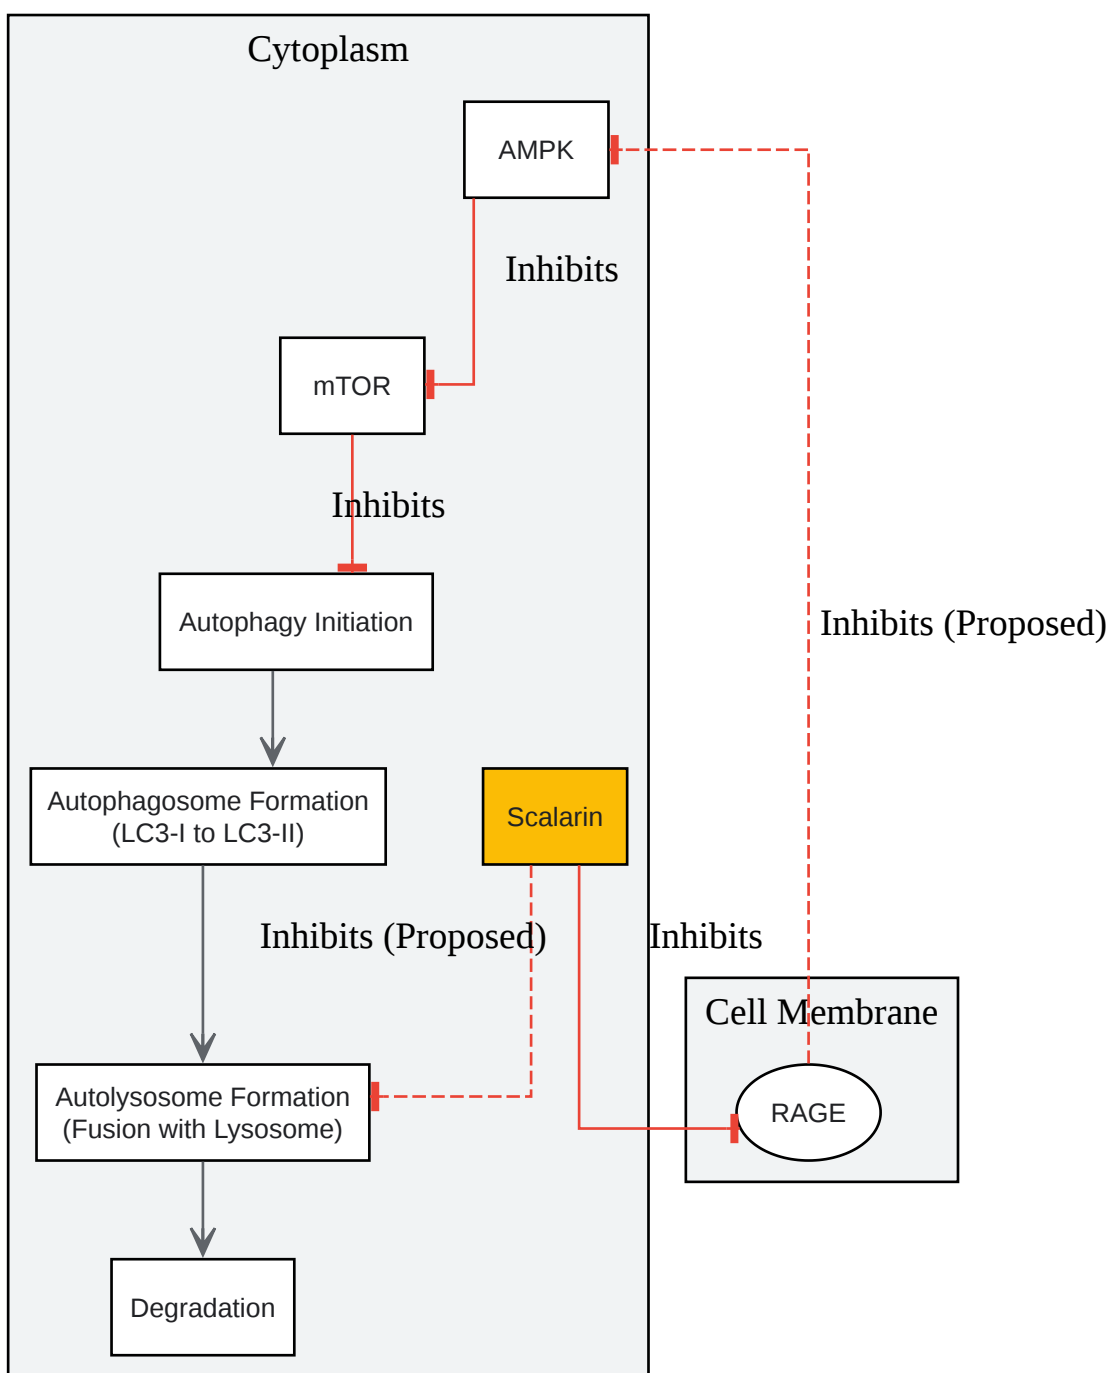 Cytoplasm
AMPK
Inhibits
mTOR
Inhibits
Autophagy Initiation
Inhibits (Proposed)
Autophagosome Formation
(LC3-I to LC3-II)
Scalarin
Inhibits (Proposed)
Inhibits
Cell Membrane
Autolysosome Formation
(Fusion with Lysosome)
RAGE
Degradation